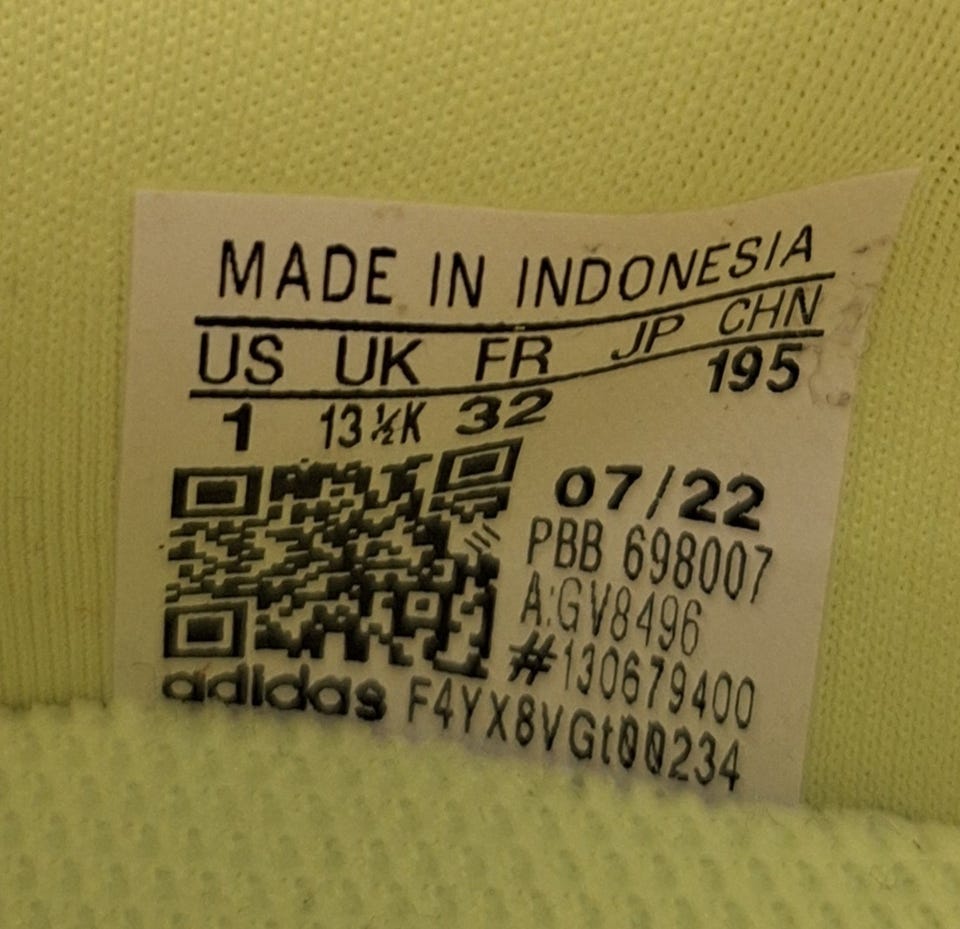 MADE IN INDONESIA
US UK FR JP CHN
1 13½K 32 195
07/22
PBB 698007
A:GV8496
#130679400
adidas F4YX8VGt00234